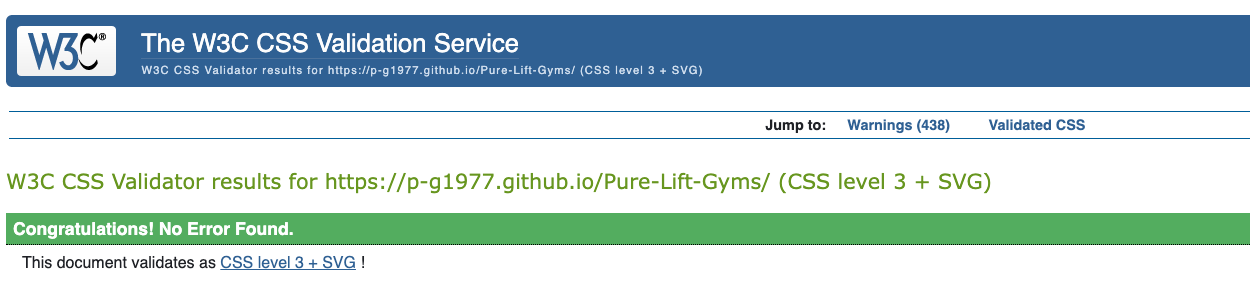 W3C®
The W3C CSS Validation Service
W3C CSS Validator results for https://p-g1977.github.io/Pure-Lift-Gyms/ (CSS level 3 + SVG)
Jump to: Warnings (438) Validated CSS
W3C CSS Validator results for https://p-g1977.github.io/Pure-Lift-Gyms/ (CSS level 3 + SVG)
Congratulations! No Error Found.
This document validates as CSS level 3 + SVG !